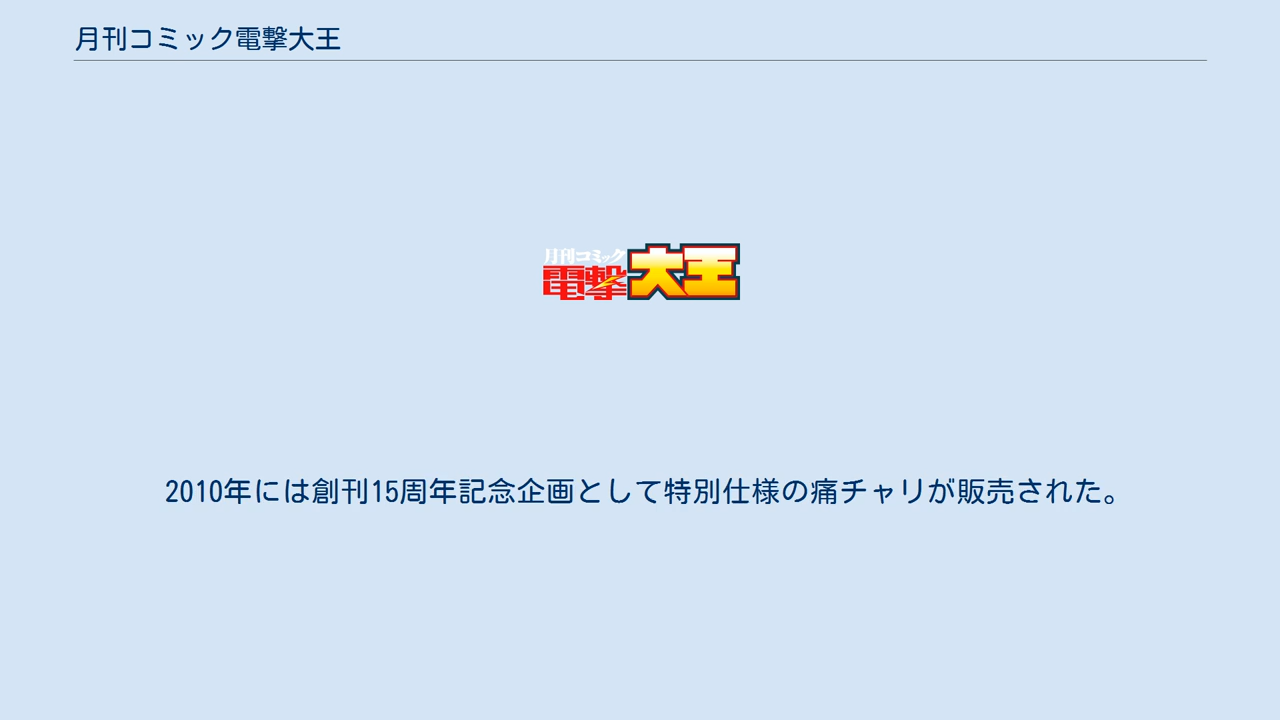 月刊コミック電撃大王
月刊コミック
電撃大王
2010年には創刊15周年記念企画として特別仕様の痛チャリが販売された。